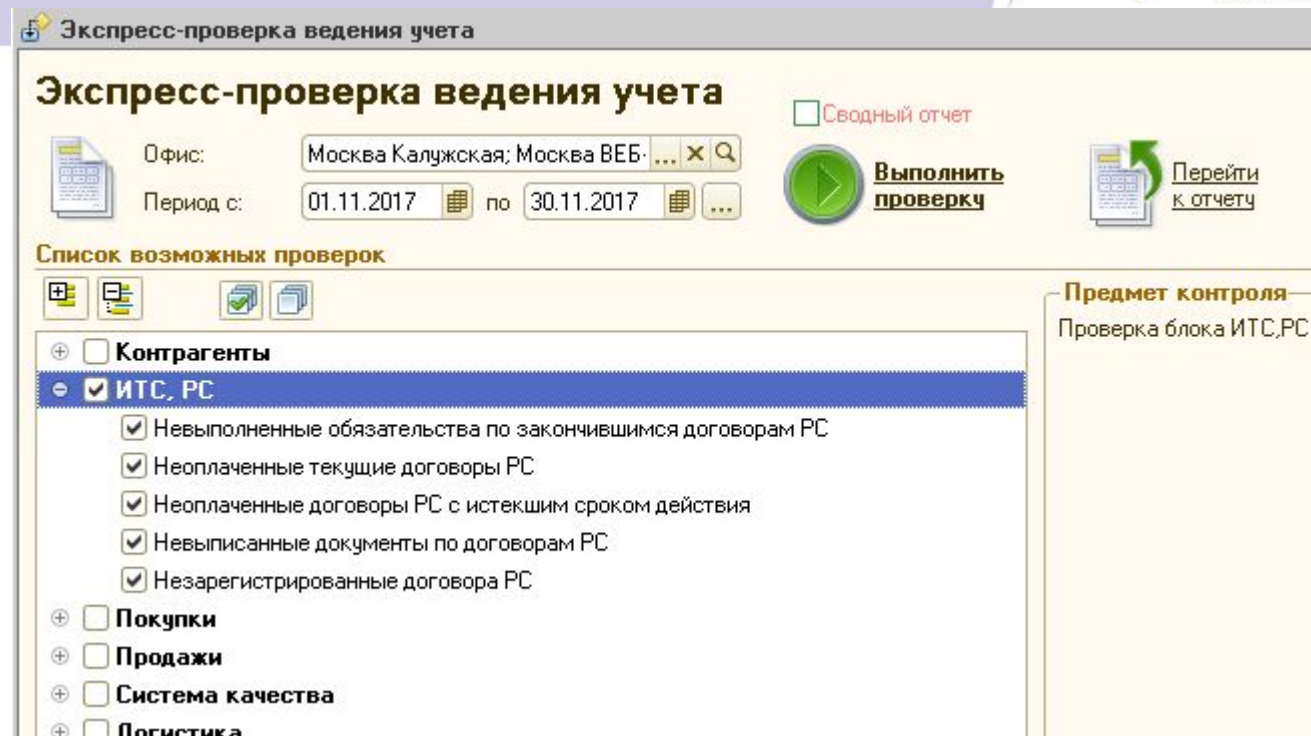 Экспресс-проверка ведения учета
Экспресс-проверка ведения учета
Сводный отчет
Офис:
Москва Калужская; Москва ВЕБ- ...
Период с:
01.11.2017 по 30.11.2017 ...
Выполнить
проверку
Перейти
к отчету
Список возможных проверок
Контрагенты
ИТС, РС
Невыполненные обязательства по закончившимся договорам РС
Неоплаченные текущие договоры РС
Неоплаченные договоры РС с истекшим сроком действия
Невыписанные документы по договорам РС
Незарегистрированные договора РС
Покупки
Продажи
Система качества
Логистика
Предмет контроля
Проверка блока ИТС,РС